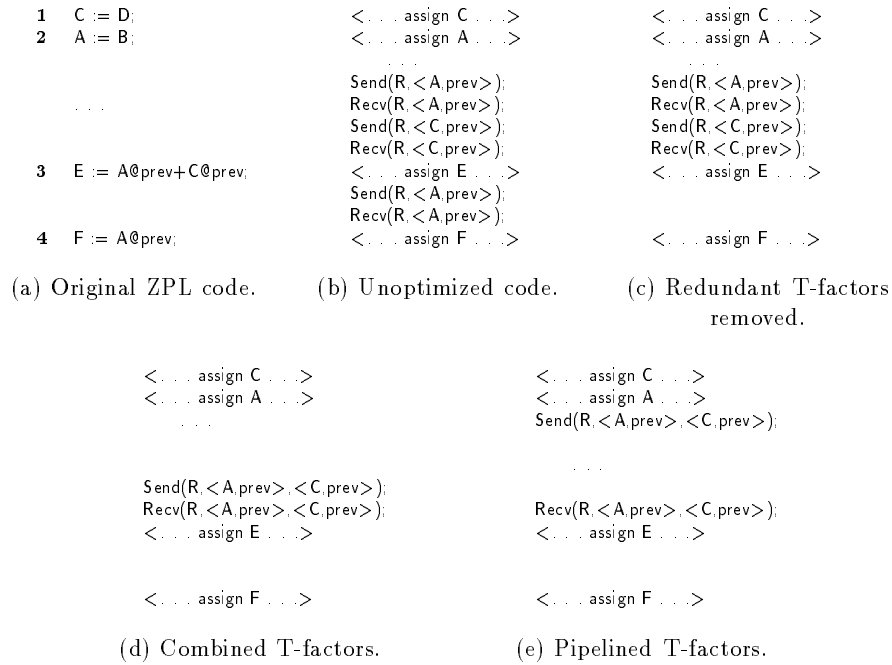 1 C := D;
2 A := B;
. . .
3 E := A@prev+C@prev;
4 F := A@prev;
(a) Original ZPL code.
<. . . assign C . . .>
<. . . assign A . . .>
. . .
Send(R,<A,prev>);
Recv(R,<A,prev>);
Send(R,<C,prev>);
Recv(R,<C,prev>);
<. . . assign E . . .>
Send(R,<A,prev>);
Recv(R,<A,prev>);
<. . . assign F . . .>
(b) Unoptimized code.
<. . . assign C . . .>
<. . . assign A . . .>
. . .
Send(R,<A,prev>);
Recv(R,<A,prev>);
Send(R,<C,prev>);
Recv(R,<C,prev>);
<. . . assign E . . .>
<. . . assign F . . .>
(c) Redundant T-factors
removed.
<. . . assign C . . .>
<. . . assign A . . .>
. . .
Send(R,<A,prev>,<C,prev>);
Recv(R,<A,prev>,<C,prev>);
<. . . assign E . . .>
<. . . assign F . . .>
(d) Combined T-factors.
<. . . assign C . . .>
<. . . assign A . . .>
Send(R,<A,prev>,<C,prev>);
. . .
Recv(R,<A,prev>,<C,prev>);
<. . . assign E . . .>
<. . . assign F . . .>
(e) Pipelined T-factors.